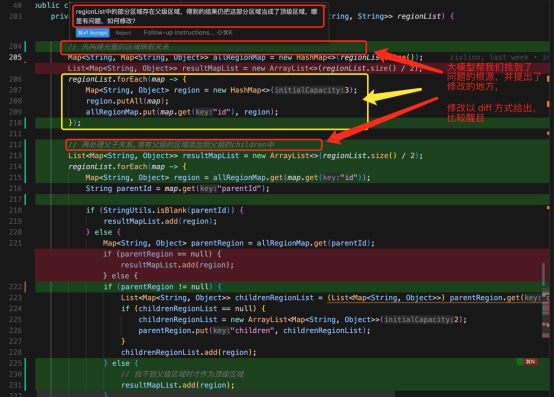 40
public cl
203
priv
String, String>> regionList) {
regionList中的部分区域存在父级区域，得到的结果仍把这部分区域当成了顶级区域，哪
里有问题，如何修改？
Accept Reject Follow-up instructions...
204
// 先构建完整的区域映射关系
205 Map<String, Map<String, Object>> allRegionMap = new HashMap<>(regionList
List<Map<String, Object>> resultMapList = new ArrayList<>(regionList.size() / 2);
206 regionList.forEach(map -> {
207 Map<String, Object> region = new HashMap<>(initialCapacity:3);
208 region.putAll(map);
209 allRegionMap.put(map.get(key:"id"), region);
210 });
211
大模型帮我们找到了
问题的根源，并提出了
修改的地方，
修改以 diff 方式给出，
比较醒目
212 // 再处理父子关系,将有父级的区域添加到父级的children中
213 List<Map<String, Object>> resultMapList = new ArrayList<>(regionList.size() / 2);
214 regionList.forEach(map -> {
215 Map<String, Object> region = allRegionMap.get(map.get(key:"id"));
216 String parentId = map.get(key:"parentId");
217
218 if (StringUtils.isBlank(parentId)) {
219 resultMapList.add(region);
220 } else {
221 Map<String, Object> parentRegion = allRegionMap.get(parentId);
if (parentRegion == null) {
resultMapList.add(region);
} else {
222 if (parentRegion != null) {
223 List<Map<String, Object>> childrenRegionList = (List<Map<String, Object>>) parentRegion.get(
224 if (childrenRegionList == null) {
225 childrenRegionList = new ArrayList<Map<String, Object>>(initialCapacity:2);
226 parentRegion.put(key:"children", childrenRegionList);
227 }
228 childrenRegionList.add(region);
229 } else {
230 // 找不到父级区域时才作为顶级区域
231 resultMapList.add(region);
232 }